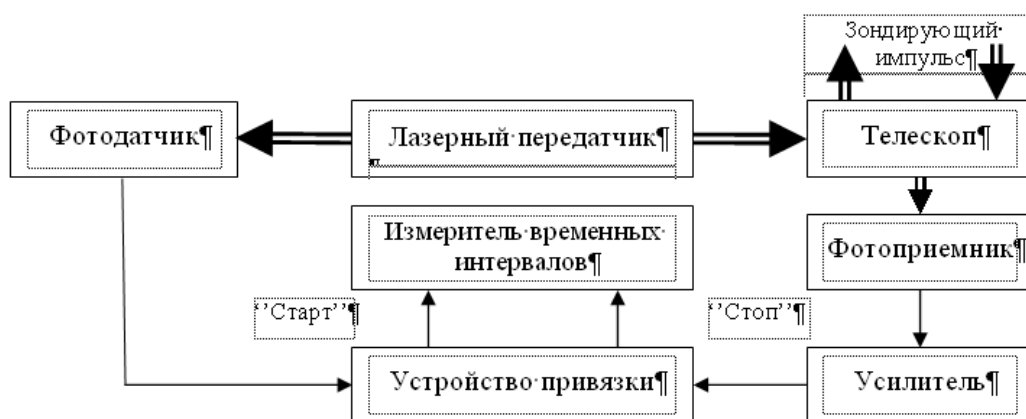 Зондирующий·
импульс¶
Фотодатчик¶
Лазерный·передатчик¶
¶
Телескоп¶
Измеритель·временных·
интервалов¶
Фотоприемник¶
‘’Старт’’¶
‘’Стоп’’¶
Устройство·привязки¶
Усилитель¶